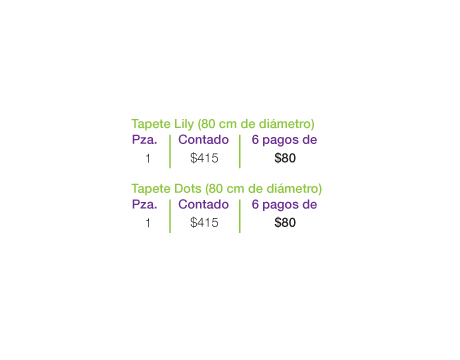 Tapete Lily (80 cm de diámetro)
Pza. Contado 6 pagos de
1 $415 $80
Tapete Dots (80 cm de diámetro)
Pza. Contado 6 pagos de
1 $415 $80